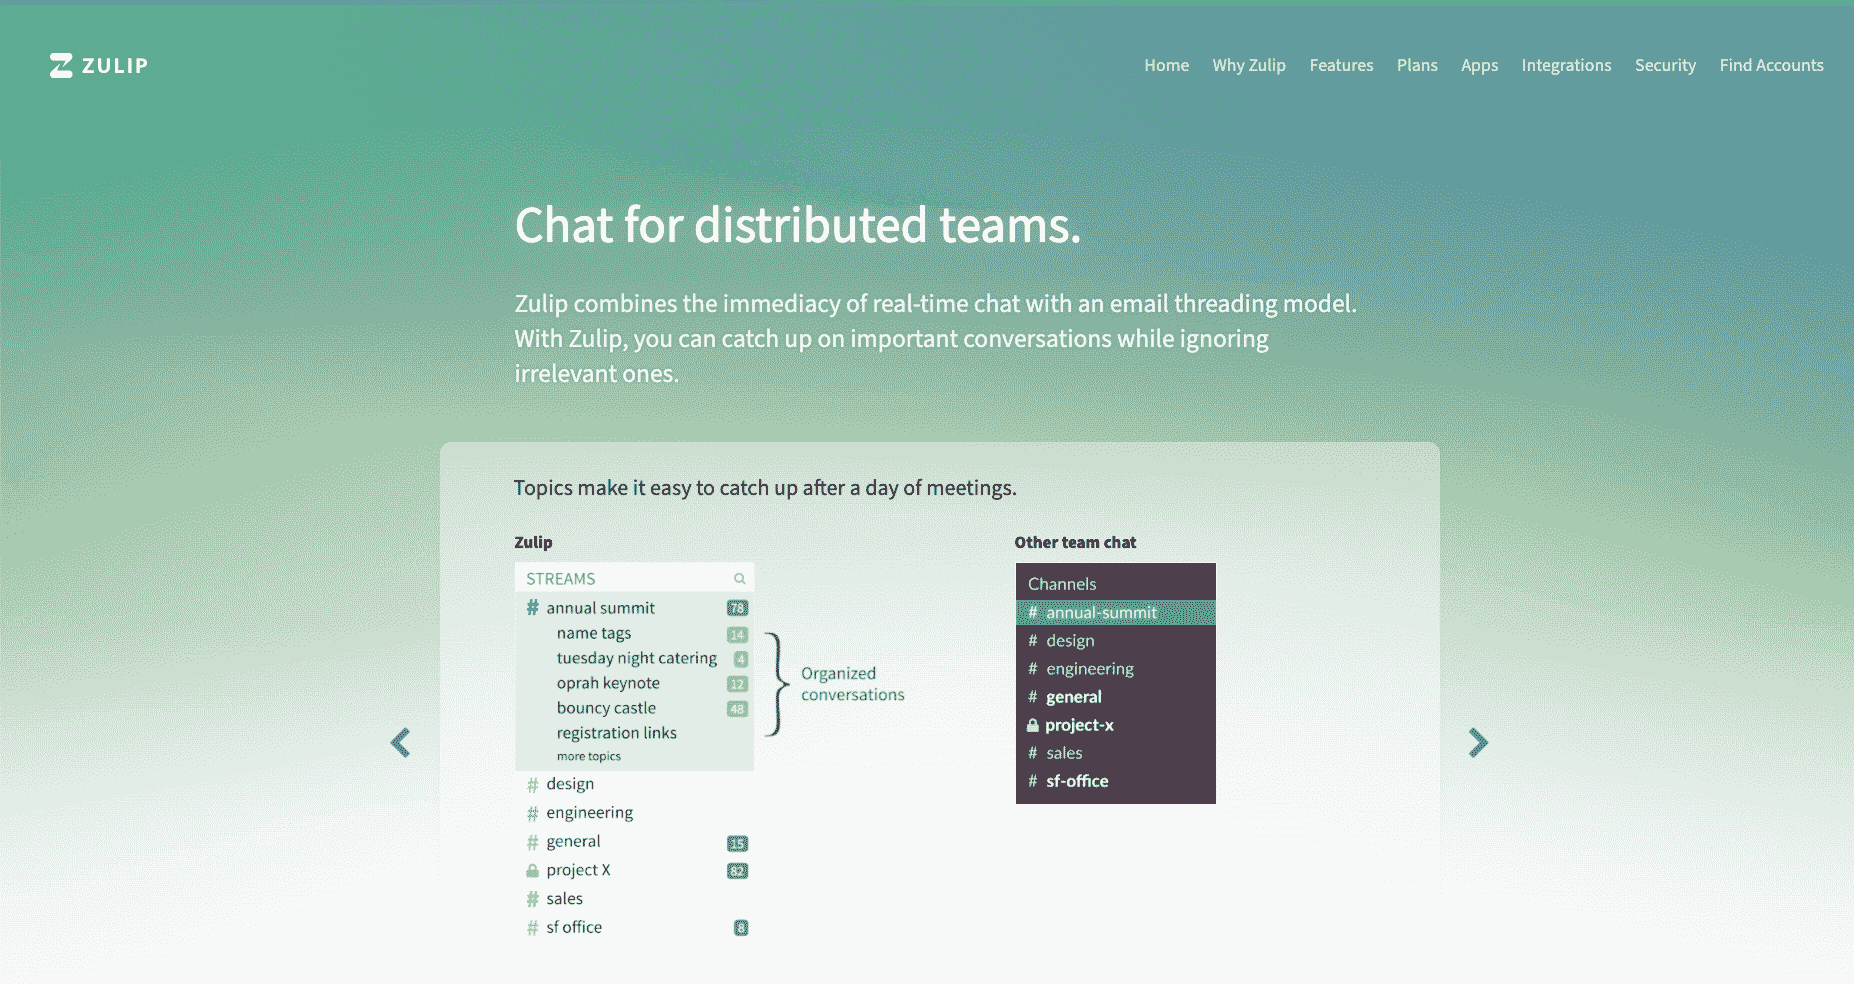 ZULIP
Home Why Zulip Features Plans Apps Integrations Security Find Accounts
Chat for distributed teams.
Zulip combines the immediacy of real-time chat with an email threading model.
With Zulip, you can catch up on important conversations while ignoring
irrelevant ones.
Topics make it easy to catch up after a day of meetings.
Zulip
STREAMS
# annual summit 78
name tags 14
tuesday night catering 4
oprah keynote 12
bouncy castle 48
registration links
more topics
# design
# engineering
# general 15
project X 82
# sales
# sf office 8
Organized
conversations
Other team chat
Channels
# annual-summit
# design
# engineering
# general
project-x
# sales
# sf-office